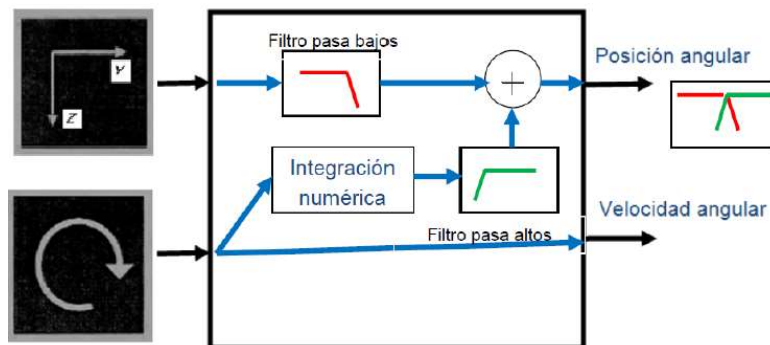 Filtro pasa bajos
Posición angular
Y
Z
+
Integración
numérica
Velocidad angular
Filtro pasa altos